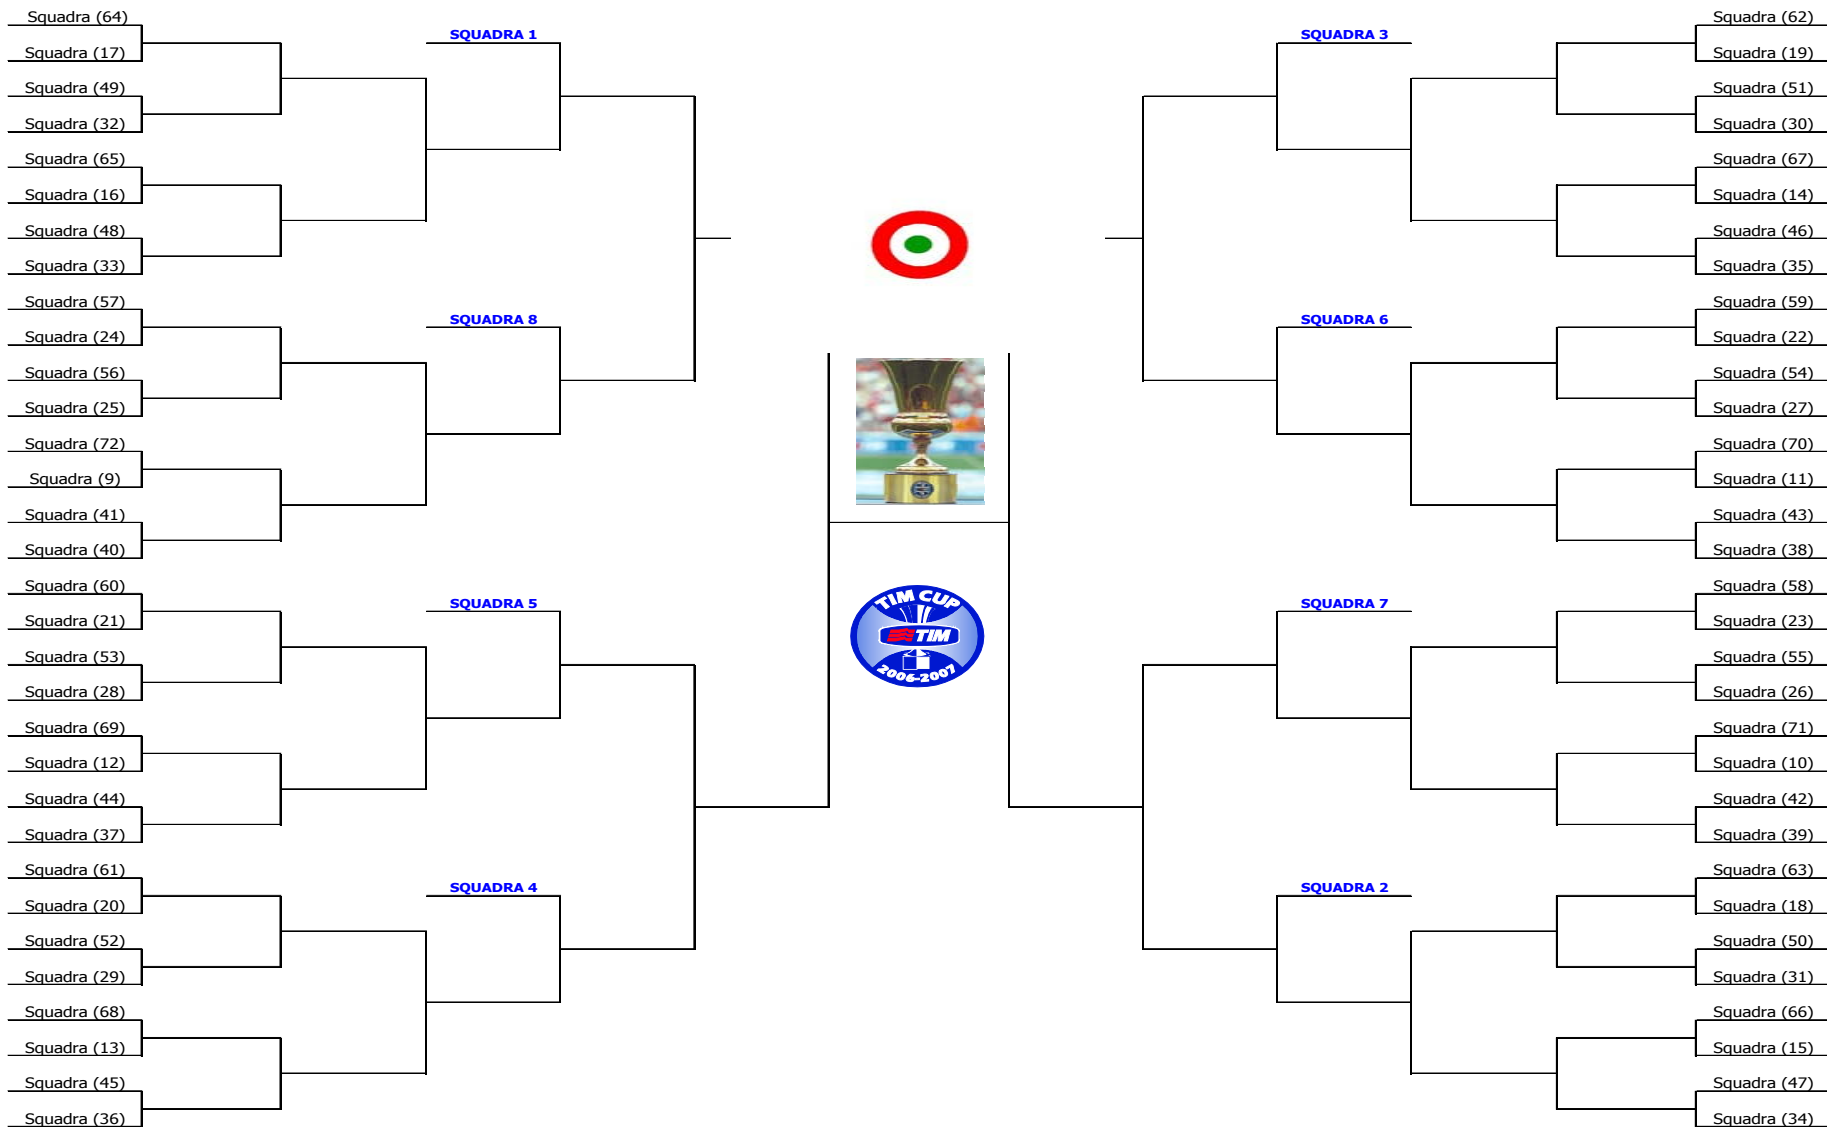 Squadra (64)
Squadra (17)
Squadra (49)
Squadra (32)
Squadra (65)
Squadra (16)
Squadra (48)
Squadra (33)
Squadra (57)
Squadra (24)
Squadra (56)
Squadra (25)
Squadra (72)
Squadra (9)
Squadra (41)
Squadra (40)
Squadra (60)
Squadra (21)
Squadra (53)
Squadra (28)
Squadra (69)
Squadra (12)
Squadra (44)
Squadra (37)
Squadra (61)
Squadra (20)
Squadra (52)
Squadra (29)
Squadra (68)
Squadra (13)
Squadra (45)
Squadra (36)
SQUADRA 1
SQUADRA 8
SQUADRA 5
SQUADRA 4
TIM CUP
TIM
2006-2007
SQUADRA 3
SQUADRA 6
SQUADRA 7
SQUADRA 2
Squadra (62)
Squadra (19)
Squadra (51)
Squadra (30)
Squadra (67)
Squadra (14)
Squadra (46)
Squadra (35)
Squadra (59)
Squadra (22)
Squadra (54)
Squadra (27)
Squadra (70)
Squadra (11)
Squadra (43)
Squadra (38)
Squadra (58)
Squadra (23)
Squadra (55)
Squadra (26)
Squadra (71)
Squadra (10)
Squadra (42)
Squadra (39)
Squadra (63)
Squadra (18)
Squadra (50)
Squadra (31)
Squadra (66)
Squadra (15)
Squadra (47)
Squadra (34)